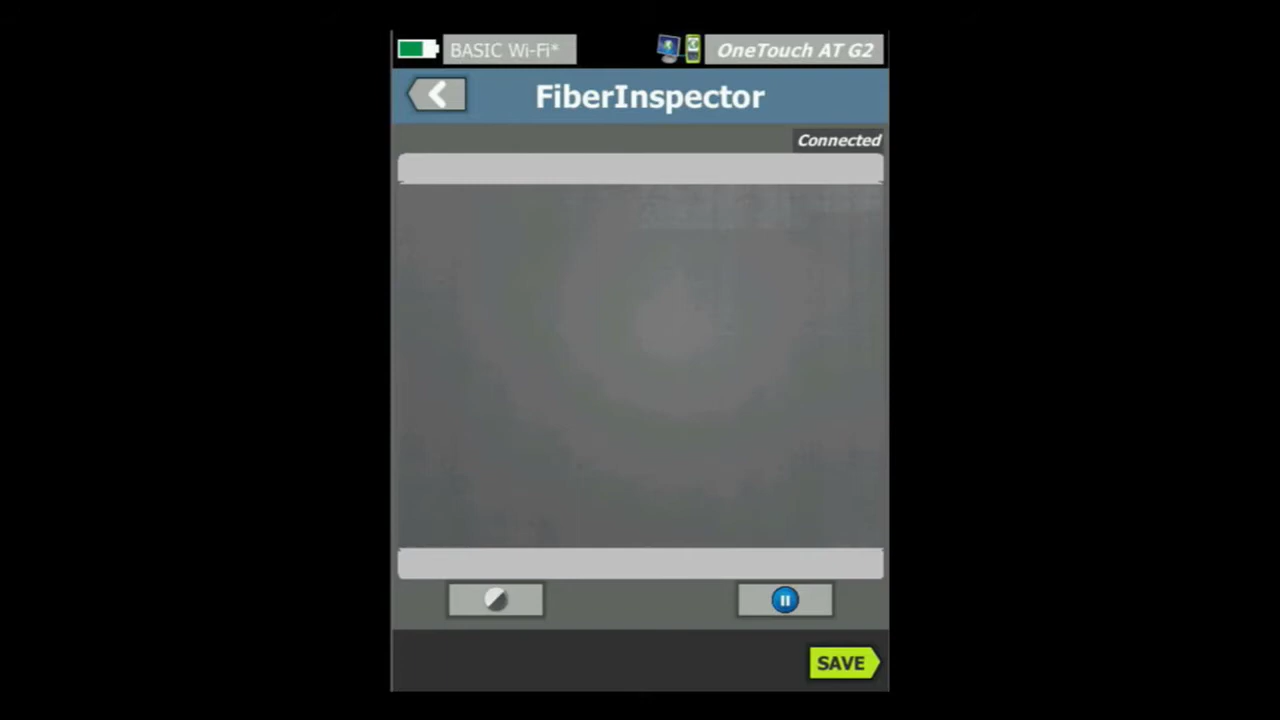 BASIC Wi-Fi*
OneTouch AT G2
FiberInspector
Connected
SAVE